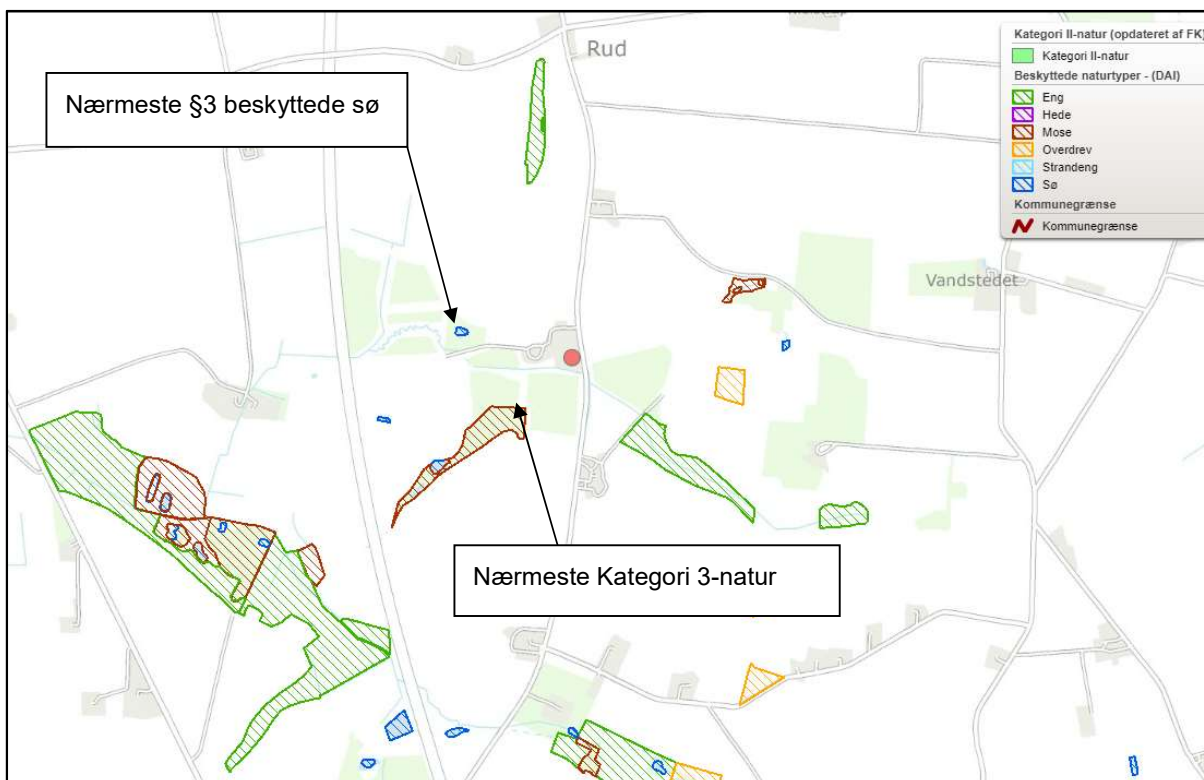 Rud
Nærmeste §3 beskyttede sø
Kategori II-natur (opdateret af FK)
Kategori II-natur
Beskyttede naturtyper - (DAI)
Eng
Hede
Mose
Overdrev
Strandeng
Sø
Kommunegrænse
Kommunegrænse
Vandstedet
Nærmeste Kategori 3-natur